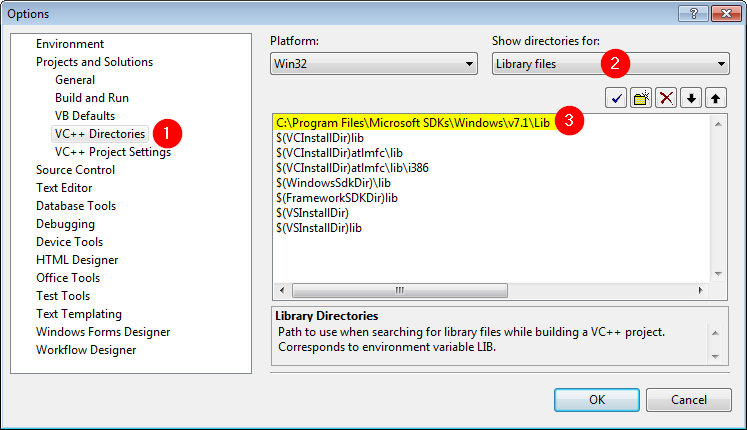 Options
Environment
Projects and Solutions
General
Build and Run
VB Defaults
VC++ Directories
1
VC++ Project Settings
Source Control
Text Editor
Database Tools
Debugging
Device Tools
HTML Designer
Office Tools
Test Tools
Text Templating
Windows Forms Designer
Workflow Designer
Platform:
Win32
Show directories for:
Library files
2
C:\Program Files\Microsoft SDKs\Windows\v7.1\Lib
3
$(VCInstallDir)lib
$(VCInstallDir)atlmfc\lib
$(VCInstallDir)atlmfc\lib\i386
$(WindowsSdkDir)\lib
$(FrameworkSDKDir)lib
$(VSInstallDir)
$(VSInstallDir)lib
Library Directories
Path to use when searching for library files while building a VC++ project.
Corresponds to environment variable LIB.
OK
Cancel